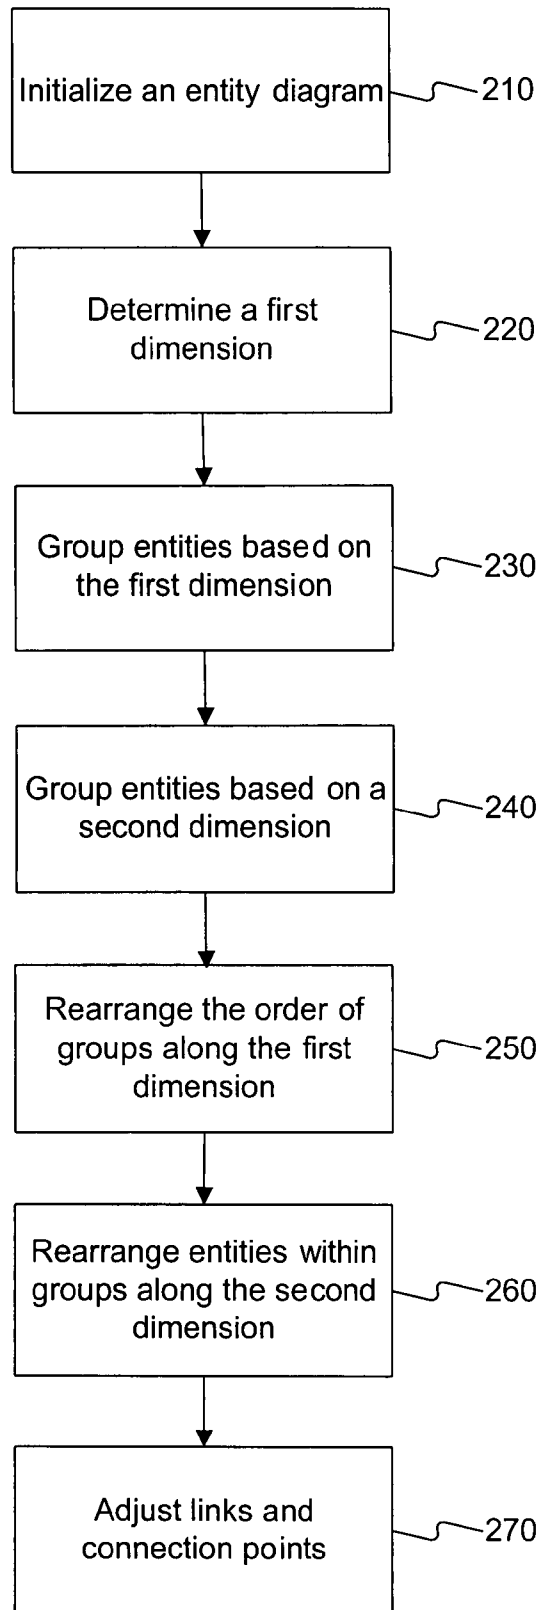 Initialize an entity diagram
210
Determine a first
dimension
220
Group entities based on
the first dimension
230
Group entities based on a
second dimension
240
Rearrange the order of
groups along the first
dimension
250
Rearrange entities within
groups along the second
dimension
260
Adjust links and
connection points
270